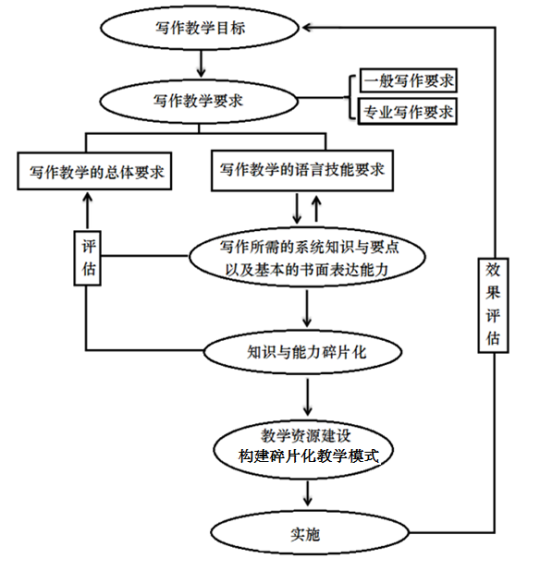 写作教学目标
写作教学要求
一般写作要求
专业写作要求
写作教学的总体要求
写作教学的语言技能要求
评
估
写作所需的系统知识与要点
以及基本的书面表达能力
效
果
评
估
知识与能力碎片化
教学资源建设
构建碎片化教学模式
实施